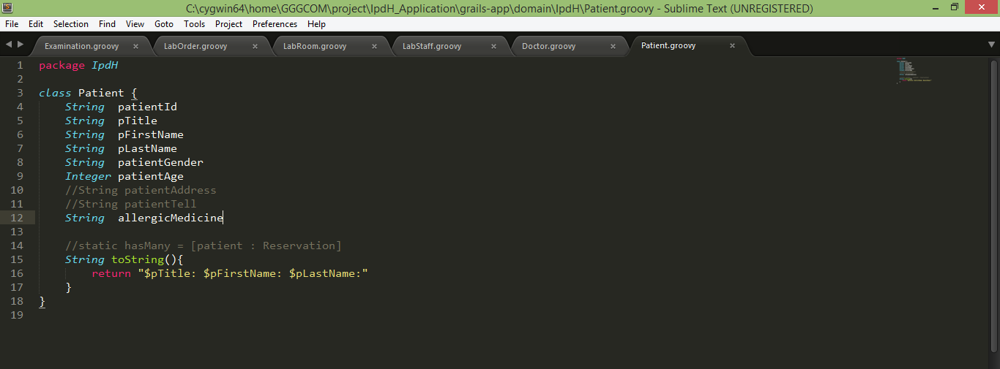 C:\cygwin64\home\GGGCOM\project\IpdH_Application\grails-app\domain\IpdH\Patient.groovy - Sublime Text (UNREGISTERED)
File Edit Selection Find View Goto Tools Project Preferences Help
Examination.groovy LabOrder.groovy LabRoom.groovy LabStaff.groovy Doctor.groovy Patient.groovy
1 package IpdH
2
3 class Patient {
4     String  patientId
5     String  pTitle
6     String  pFirstName
7     String  pLastName
8     String  patientGender
9     Integer patientAge
10     //String patientAddress
11     //String patientTell
12     String  allergicMedicine
13
14     //static hasMany = [patient : Reservation]
15     String toString(){
16         return "$pTitle: $pFirstName: $pLastName:"
17     }
18 }
19